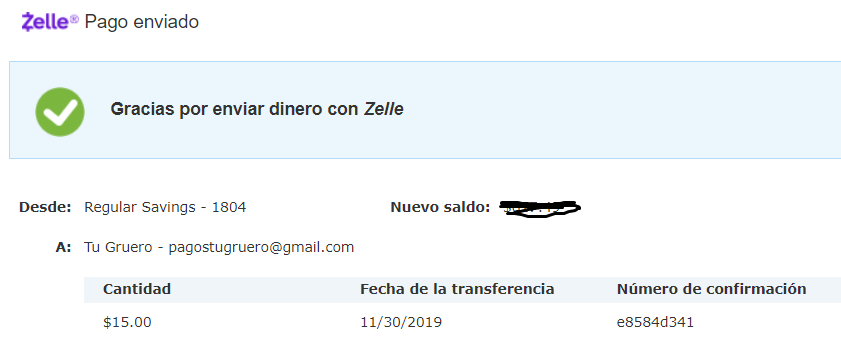 Zelle® Pago enviado
Gracias por enviar dinero con Zelle
Desde: Regular Savings - 1804 Nuevo saldo:
A: Tu Gruero - pagostugruero@gmail.com
Cantidad Fecha de la transferencia Número de confirmación
$15.00 11/30/2019 e8584d341